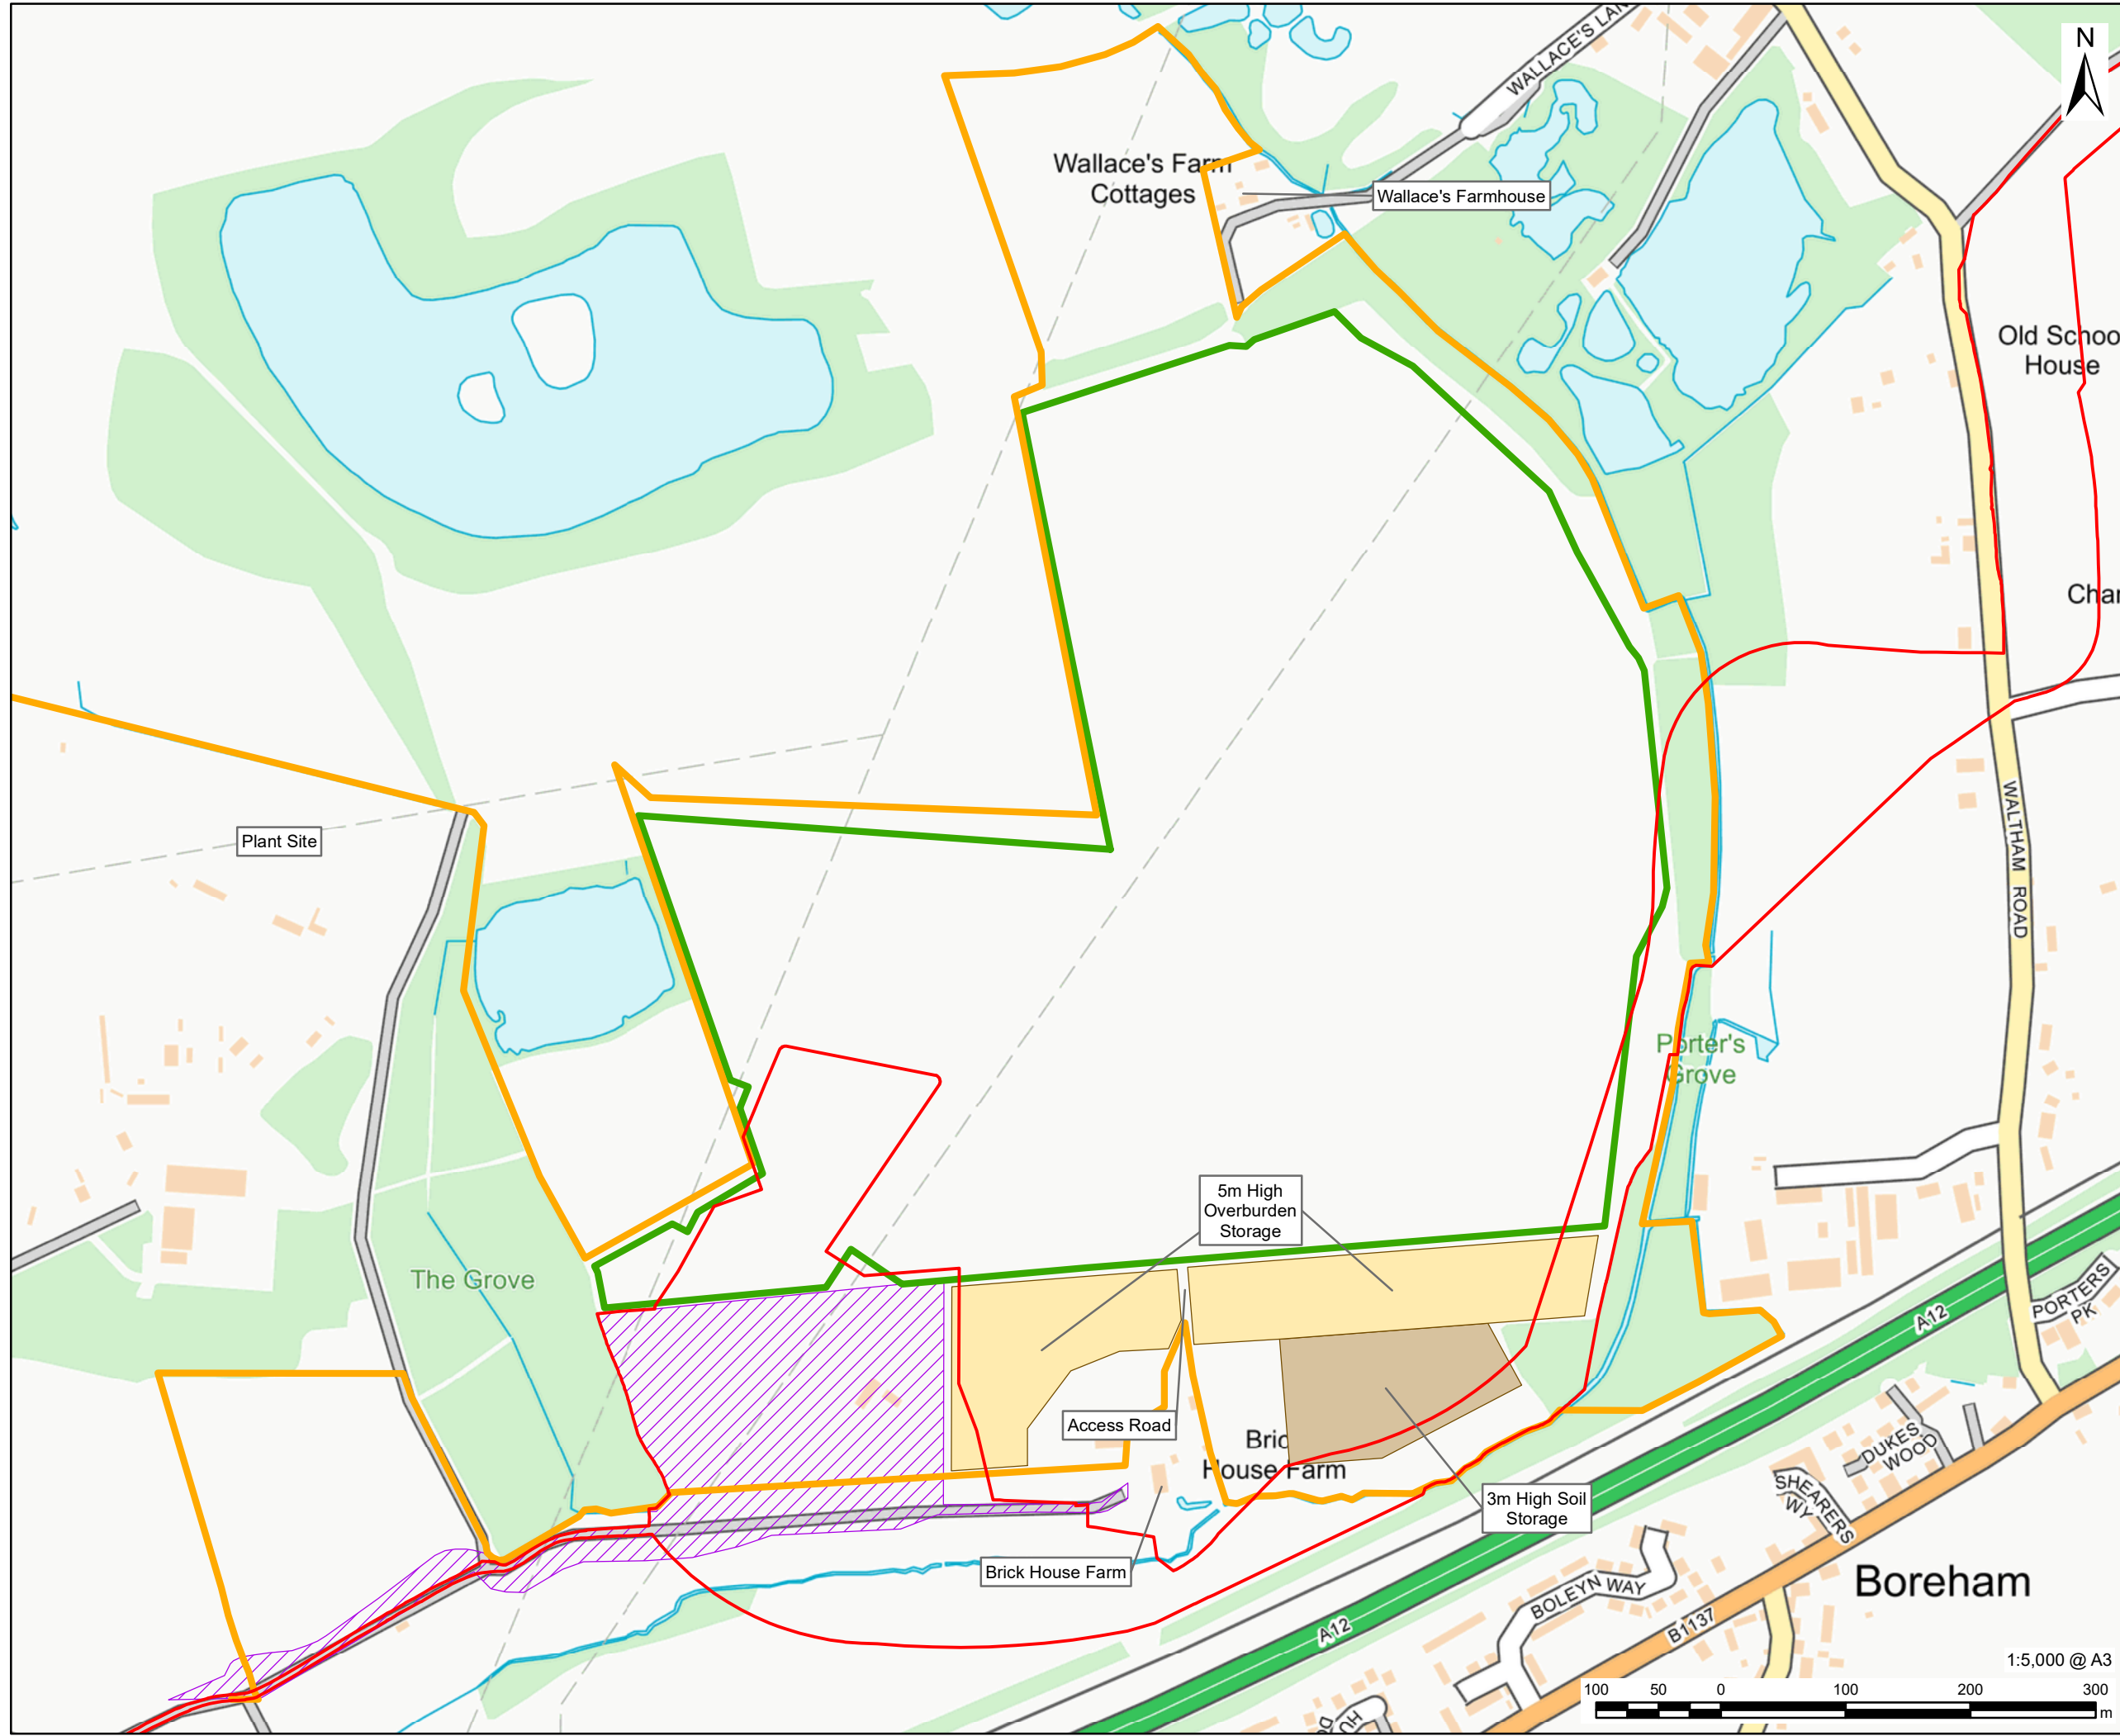 N
WALLACE'S LAN
Wallace's Farm
Cottages
Wallace's Farmhouse
Old Schoo
House
Char
Plant Site
WALTHAM ROAD
Porter's
Grove
5m High
Overburden
Storage
The Grove
PORTERS
PK
A12
Access Road
Bric
House Farm
DUKES
WOOD
SHEARERS
WY
3m High Soil
Storage
Brick House Farm
BOLEYN WAY
Boreham
A12
B1137
1:5,000 @ A3
100 50 0 100 200 300
m